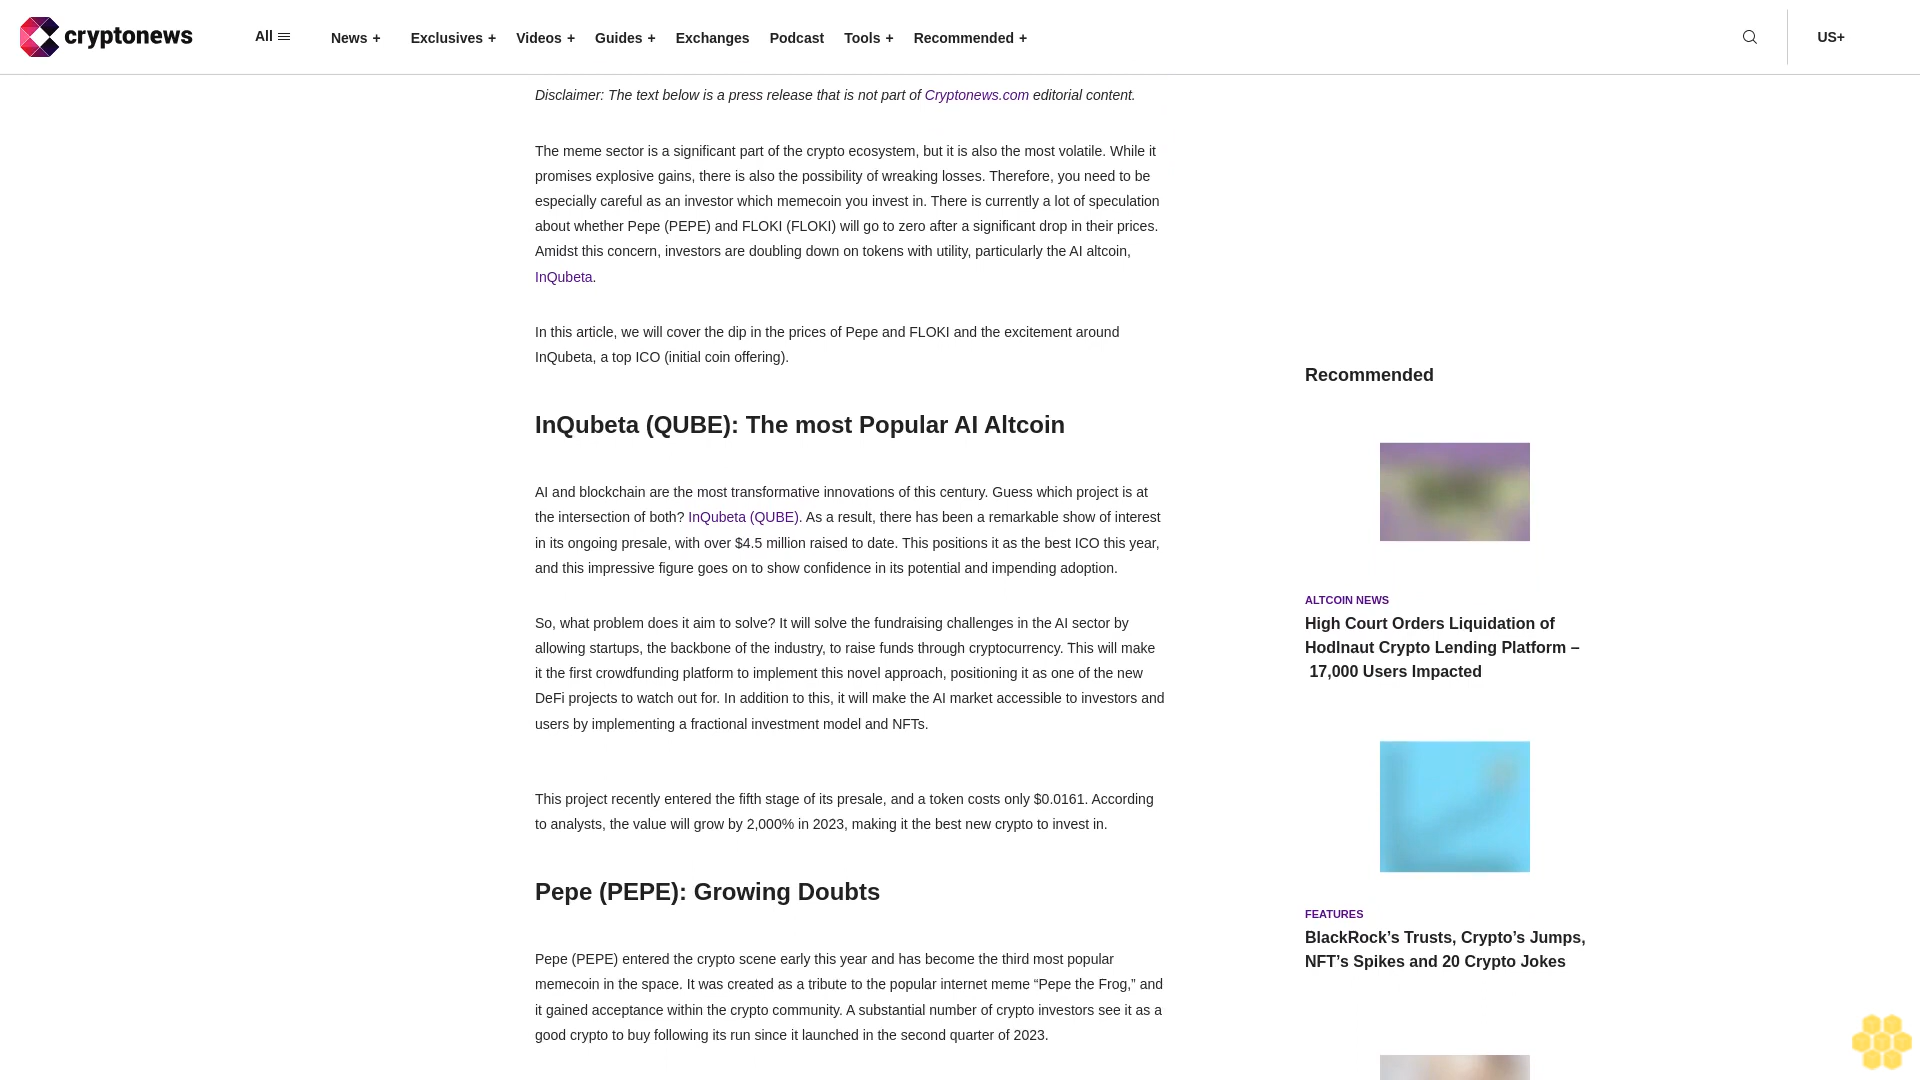 cryptonews
All
News +
Exclusives +
Videos +
Guides +
Exchanges
Podcast
Tools +
Recommended +
US+
Disclaimer: The text below is a press release that is not part of Cryptonews.com editorial content.
The meme sector is a significant part of the crypto ecosystem, but it is also the most volatile. While it
promises explosive gains, there is also the possibility of wreaking losses. Therefore, you need to be
especially careful as an investor which memecoin you invest in. There is currently a lot of speculation
about whether Pepe (PEPE) and FLOKI (FLOKI) will go to zero after a significant drop in their prices.
Amidst this concern, investors are doubling down on tokens with utility, particularly the AI altcoin,
InQubeta.
In this article, we will cover the dip in the prices of Pepe and FLOKI and the excitement around
InQubeta, a top ICO (initial coin offering).
InQubeta (QUBE): The most Popular AI Altcoin
AI and blockchain are the most transformative innovations of this century. Guess which project is at
the intersection of both? InQubeta (QUBE). As a result, there has been a remarkable show of interest
in its ongoing presale, with over $4.5 million raised to date. This positions it as the best ICO this year,
and this impressive figure goes on to show confidence in its potential and impending adoption.
So, what problem does it aim to solve? It will solve the fundraising challenges in the AI sector by
allowing startups, the backbone of the industry, to raise funds through cryptocurrency. This will make
it the first crowdfunding platform to implement this novel approach, positioning it as one of the new
DeFi projects to watch out for. In addition to this, it will make the AI market accessible to investors and
users by implementing a fractional investment model and NFTs.
This project recently entered the fifth stage of its presale, and a token costs only $0.0161. According
to analysts, the value will grow by 2,000% in 2023, making it the best new crypto to invest in.
Pepe (PEPE): Growing Doubts
Pepe (PEPE) entered the crypto scene early this year and has become the third most popular
memecoin in the space. It was created as a tribute to the popular internet meme “Pepe the Frog,” and
it gained acceptance within the crypto community. A substantial number of crypto investors see it as a
good crypto to buy following its run since it launched in the second quarter of 2023.
Recommended
ALTCOIN NEWS
High Court Orders Liquidation of
Hodlnaut Crypto Lending Platform –
17,000 Users Impacted
FEATURES
BlackRock’s Trusts, Crypto’s Jumps,
NFT’s Spikes and 20 Crypto Jokes